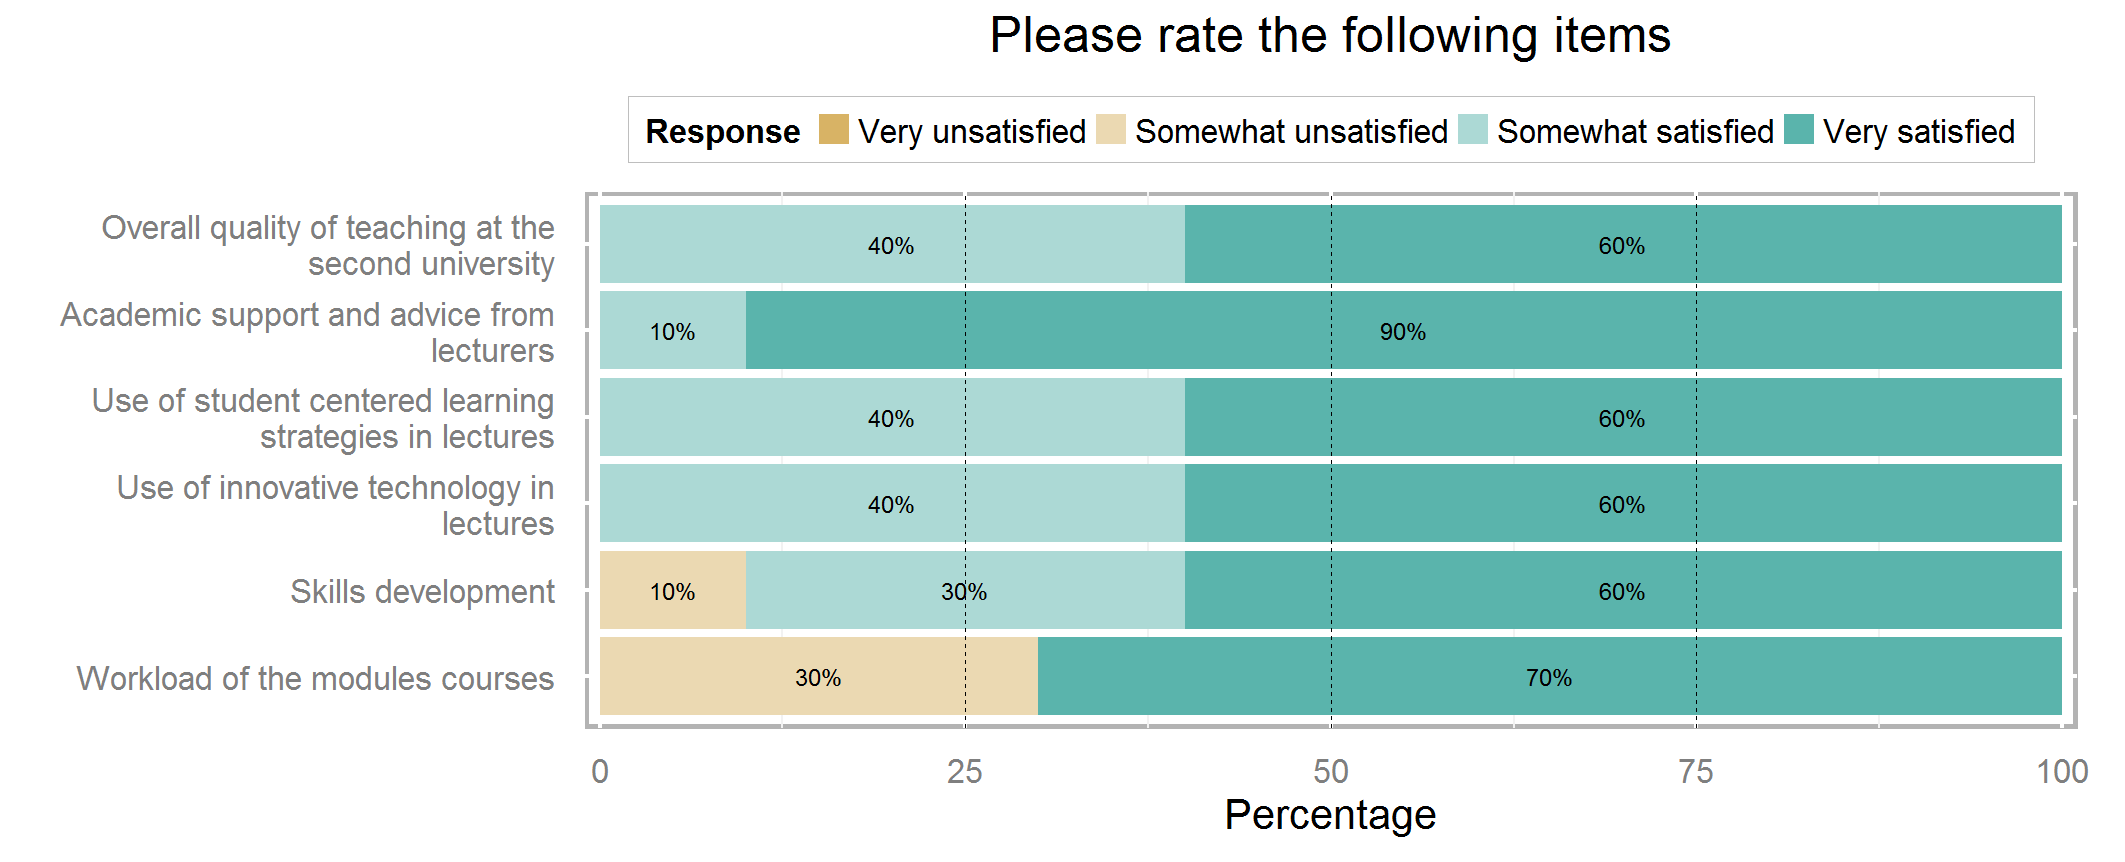 Please rate the following items
Response Very unsatisfied Somewhat unsatisfied Somewhat satisfied Very satisfied
Overall quality of teaching at the
second university
40% 60%
Academic support and advice from
lecturers
10% 90%
Use of student centered learning
strategies in lectures
40% 60%
Use of innovative technology in
lectures
40% 60%
Skills development
10% 30% 60%
Workload of the modules courses
30% 70%
0 25 50 75 100
Percentage